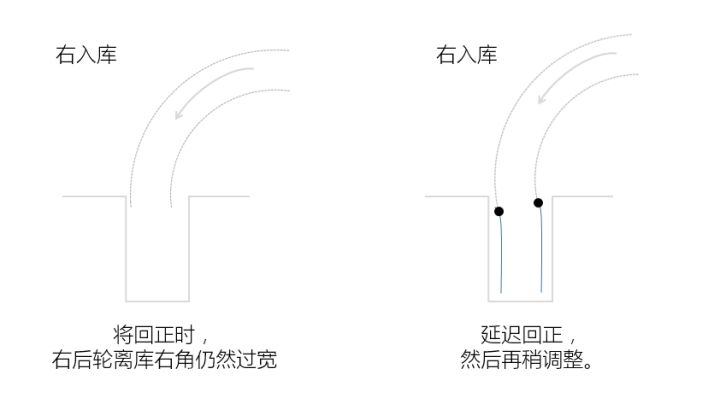 右入库
将回正时，
右后轮离库右角仍然过宽
右入库
延迟回正，
然后再稍调整。